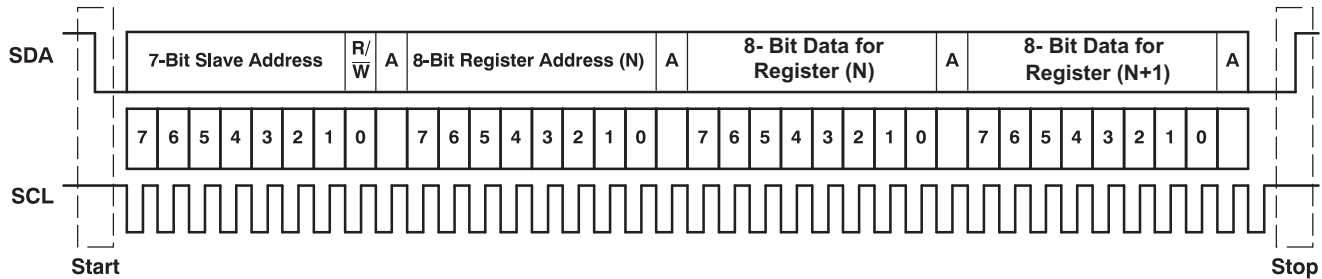 SDA
7-Bit Slave Address
R/
W
A
8-Bit Register Address (N)
A
8- Bit Data for
Register (N)
A
8- Bit Data for
Register (N+1)
A
7 6 5 4 3 2 1 0 7 6 5 4 3 2 1 0 7 6 5 4 3 2 1 0 7 6 5 4 3 2 1 0
SCL
Start
Stop